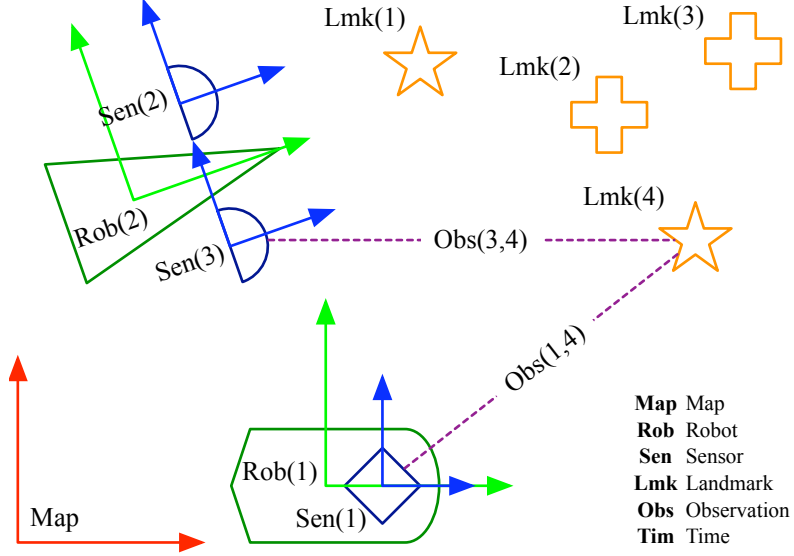 Lmk(1)
Lmk(3)
Lmk(2)
Sen(2)
Lmk(4)
Rob(2)
Sen(3)
Obs(3,4)
Obs(1,4)
Map Map
Rob Robot
Sen Sensor
Lmk Landmark
Obs Observation
Tim Time
Rob(1)
Sen(1)
Map